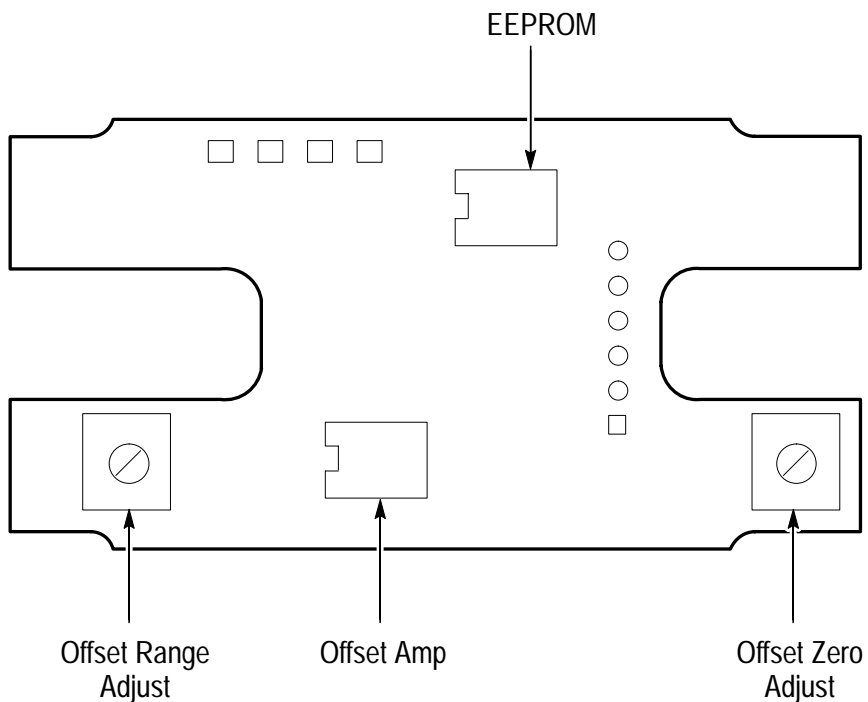 EEPROM
Offset Range
Adjust
Offset Amp
Offset Zero
Adjust